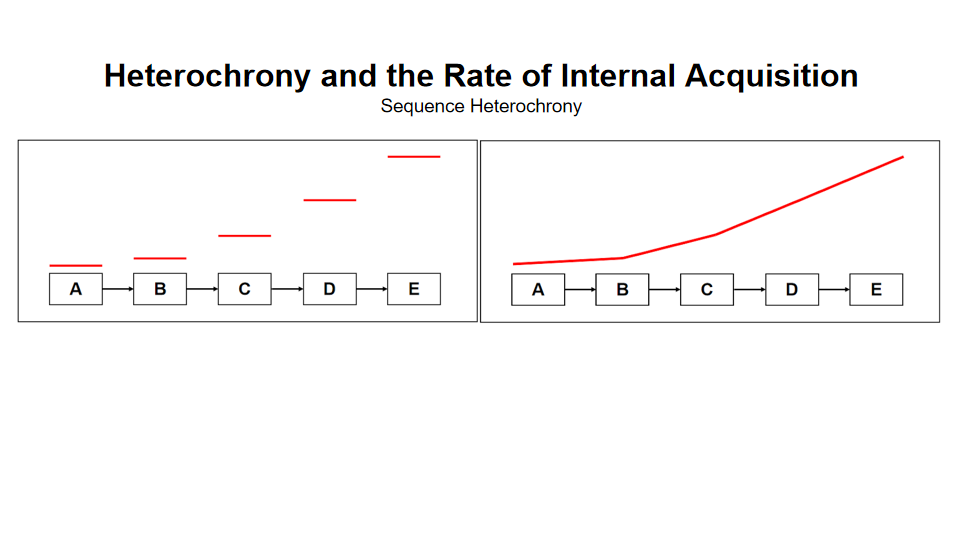 Heterochrony and the Rate of Internal Acquisition
Sequence Heterochrony
A B C D E
A B C D E